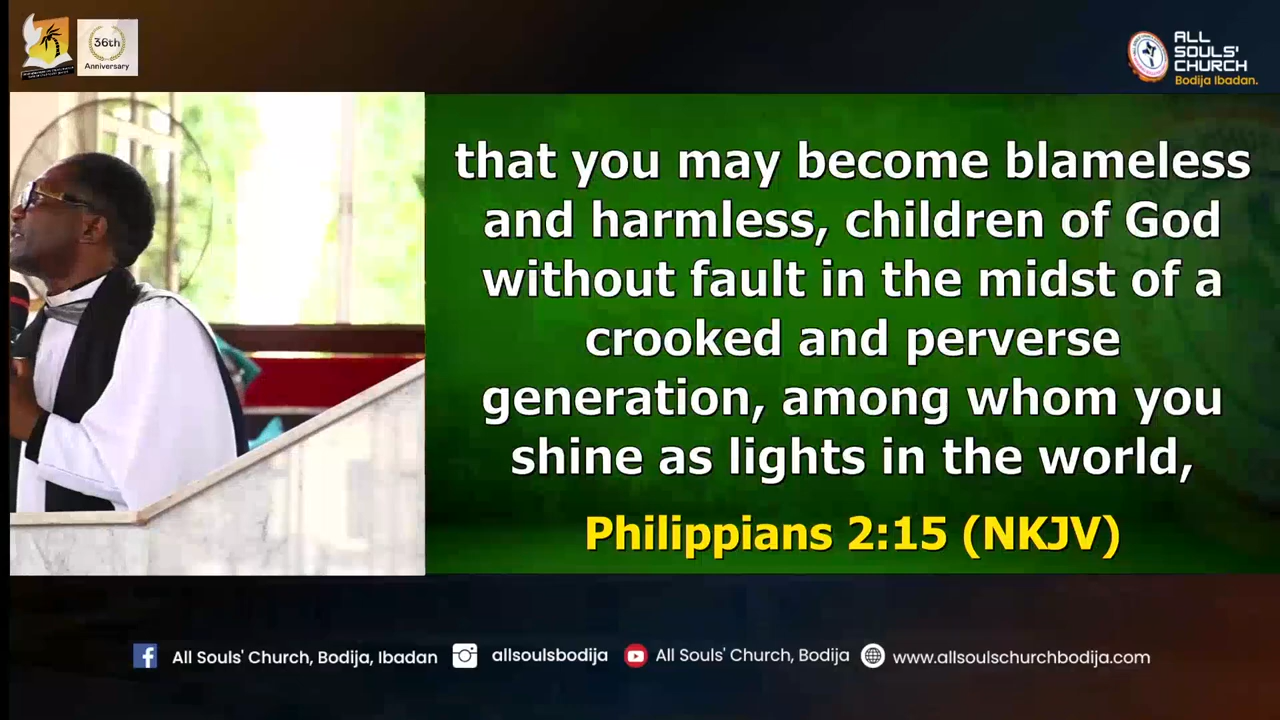 36th
Anniversary
ALL
SOULS'
CHURCH
Bodija Ibadan.
that you may become blameless
and harmless, children of God
without fault in the midst of a
crooked and perverse
generation, among whom you
shine as lights in the world,
Philippians 2:15 (NKJV)
All Souls' Church, Bodija, Ibadan
allsoulsbodija
All Souls' Church, Bodija
www.allsoulschurchbodija.com